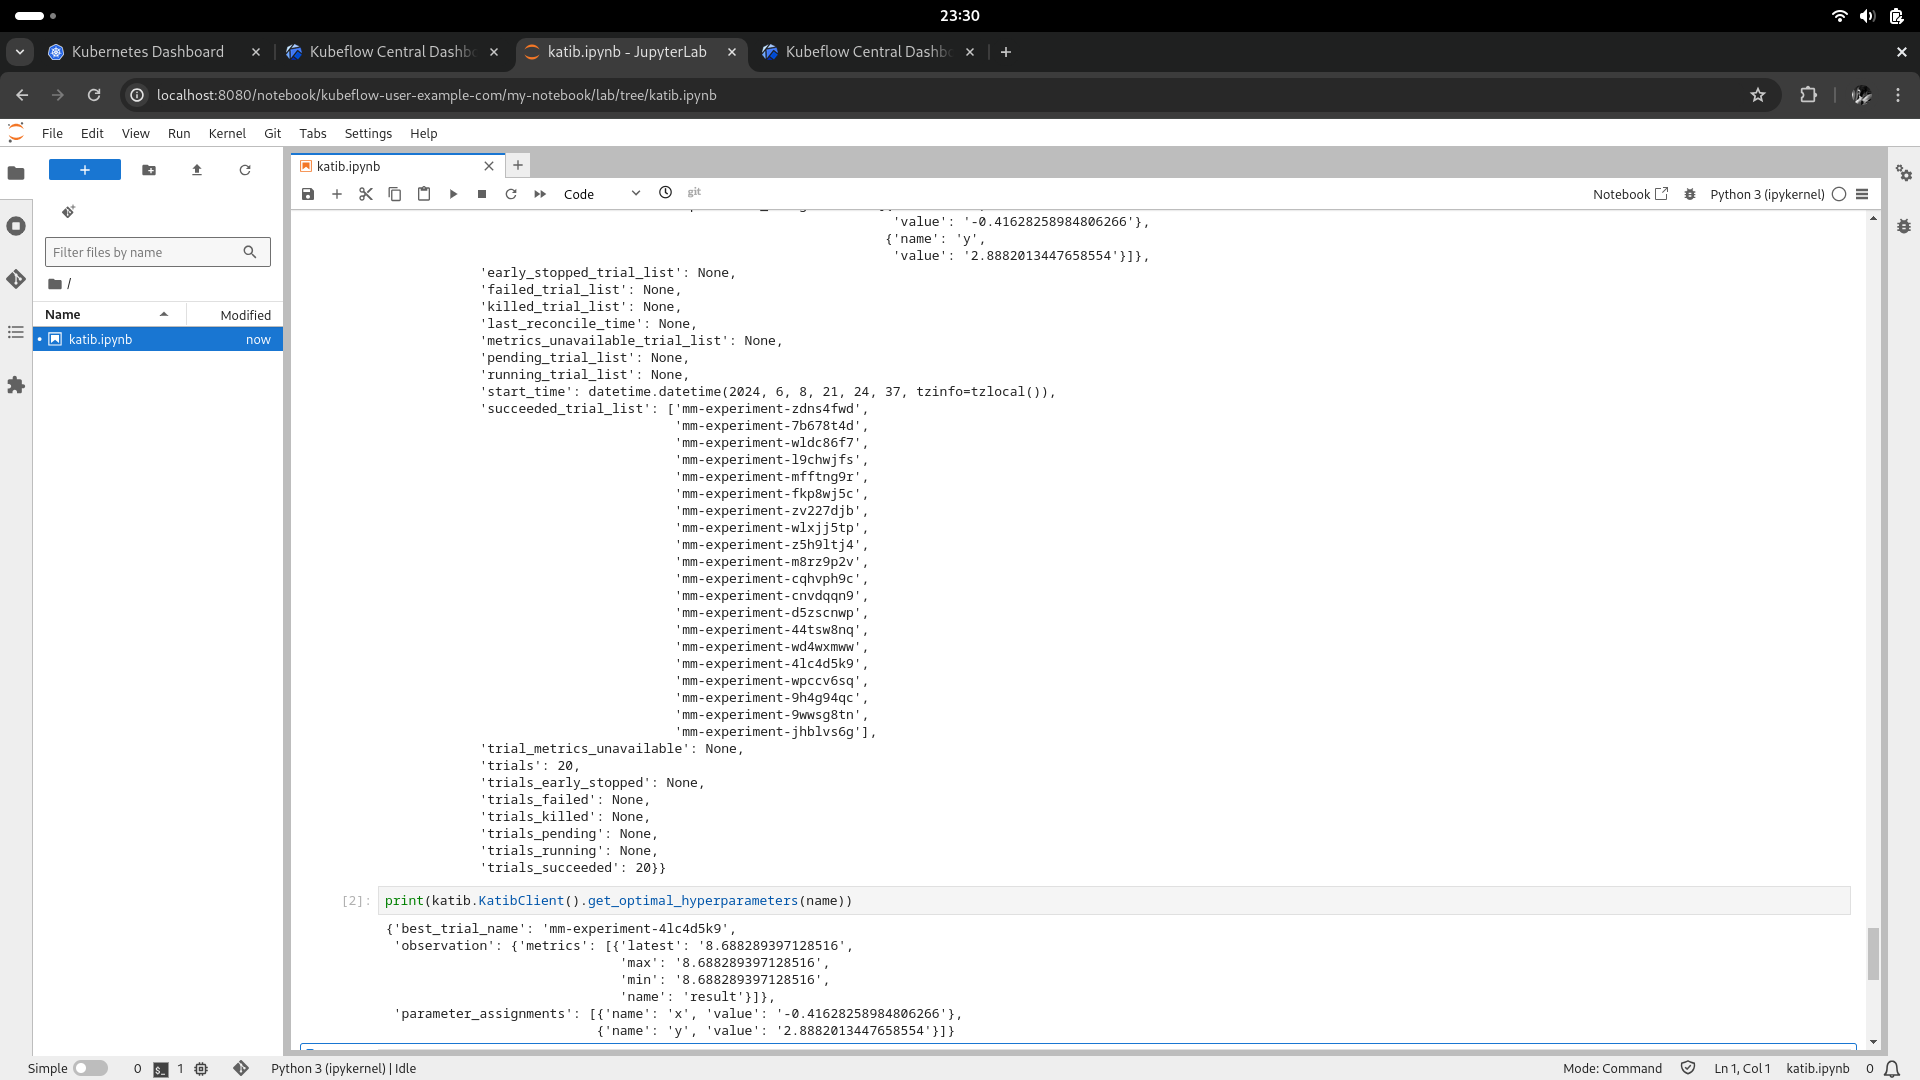 23:30
Kubernetes Dashboard
Kubeflow Central Dashb
katib.ipynb - JupyterLab
Kubeflow Central Dashb
localhost:8080/notebook/kubeflow-user-example-com/my-notebook/lab/tree/katib.ipynb
File Edit View Run Kernel Git Tabs Settings Help
katib.ipynb
Code
git
Notebook
Python 3 (ipykernel)
Filter files by name
/
Name
Modified
katib.ipynb
now
'value': '-0.41628258984806266'},
{'name': 'y',
'value': '2.8882013447658554'}]},
'early_stopped_trial_list': None,
'failed_trial_list': None,
'killed_trial_list': None,
'last_reconcile_time': None,
'metrics_unavailable_trial_list': None,
'pending_trial_list': None,
'running_trial_list': None,
'start_time': datetime.datetime(2024, 6, 8, 21, 24, 37, tzinfo=tzlocal()),
'succeeded_trial_list': ['mm-experiment-zdns4fwd',
'mm-experiment-7b678t4d',
'mm-experiment-wldc86f7',
'mm-experiment-l9chwjfs',
'mm-experiment-mfftng9r',
'mm-experiment-fkp8wj5c',
'mm-experiment-zv227djb',
'mm-experiment-wlxjj5tp',
'mm-experiment-z5h9ltj4',
'mm-experiment-m8rz9p2v',
'mm-experiment-cqhvph9c',
'mm-experiment-cnvdqqn9',
'mm-experiment-d5zscnwp',
'mm-experiment-44tsw8nq',
'mm-experiment-wd4wxmww',
'mm-experiment-4lc4d5k9',
'mm-experiment-wpccv6sq',
'mm-experiment-9h4g94qc',
'mm-experiment-9wwsg8tn',
'mm-experiment-jhblvs6g'],
'trial_metrics_unavailable': None,
'trials': 20,
'trials_early_stopped': None,
'trials_failed': None,
'trials_killed': None,
'trials_pending': None,
'trials_running': None,
'trials_succeeded': 20}}
[2]: print(katib.KatibClient().get_optimal_hyperparameters(name))
{'best_trial_name': 'mm-experiment-4lc4d5k9',
'observation': {'metrics': [{'latest': '8.688289397128516',
'max': '8.688289397128516',
'min': '8.688289397128516',
'name': 'result'}]},
'parameter_assignments': [{'name': 'x', 'value': '-0.41628258984806266'},
{'name': 'y', 'value': '2.8882013447658554'}]}
Simple 0 1 Python 3 (ipykernel) | Idle Mode: Command Ln 1, Col 1 katib.ipynb 0